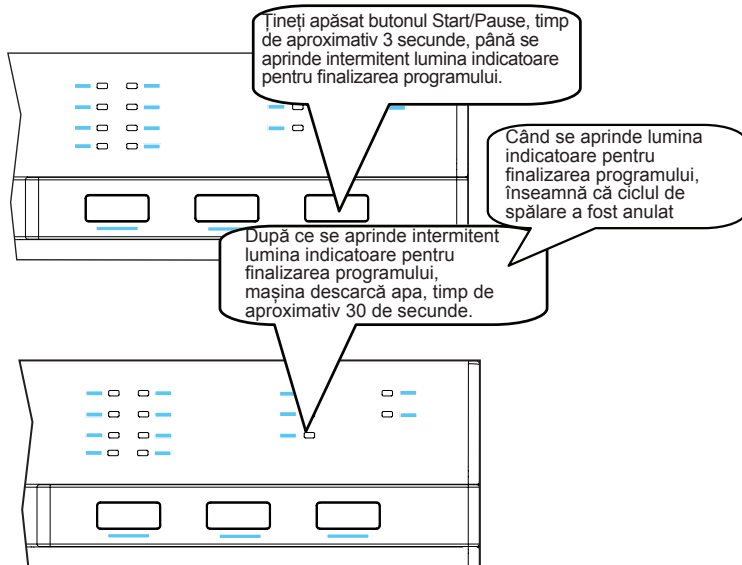 Țineți apăsat butonul Start/Pause, timp
de aproximativ 3 secunde, până se
aprinde intermitent lumina indicatoare
pentru finalizarea programului.
Când se aprinde lumina
indicatoare pentru
finalizarea programului,
înseamnă că ciclul de
spălare a fost anulat
După ce se aprinde intermitent
lumina indicatoare pentru
finalizarea programului,
mașina descarcă apa, timp de
aproximativ 30 de secunde.